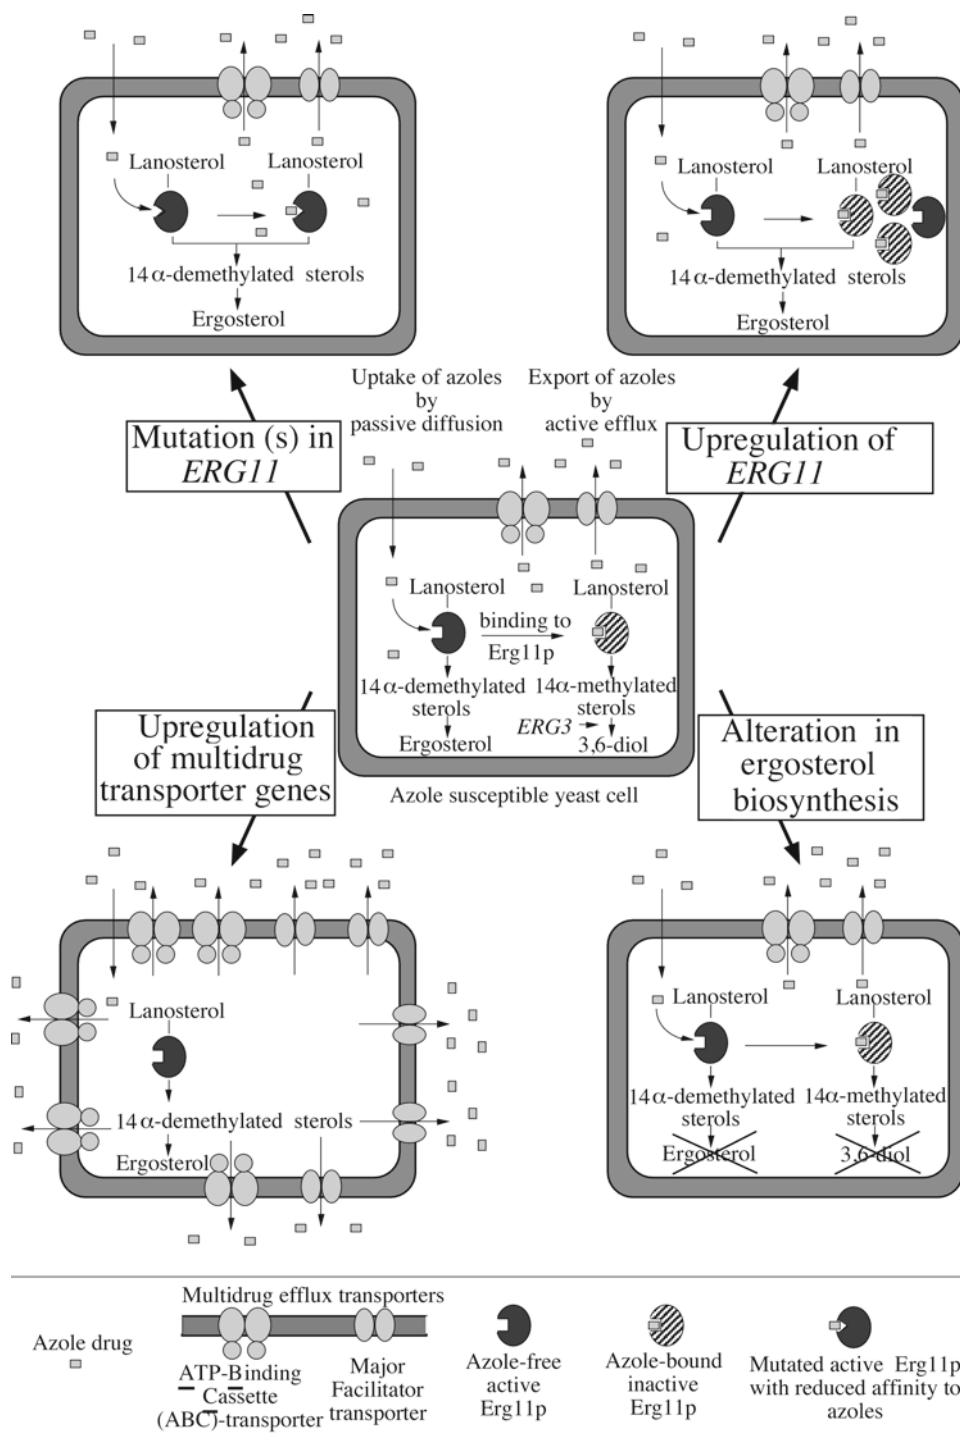 Lanosterol
Lanosterol
14 α-demethylated sterols
Ergosterol
Lanosterol
Lanosterol
14 α-demethylated sterols
Ergosterol
Mutation (s) in
ERG11
Uptake of azoles
by
passive diffusion
Export of azoles
by
active efflux
Upregulation of
ERG11
Lanosterol
Lanosterol
binding to
Erg11p
14 α-demethylated
sterols
Ergosterol
14α-methylated
sterols
ERG3
3,6-diol
Azole susceptible yeast cell
Upregulation
of multidrug
transporter genes
Alteration in
ergosterol
biosynthesis
Lanosterol
14 α-demethylated sterols
Ergosterol
Lanosterol
Lanosterol
14 α-demethylated
sterols
Ergosterol
14α-methylated
sterols
3,6-diol
Azole drug
Multidrug efflux transporters
ATP-Binding
Cassette
(ABC)-transporter
Major
Facilitator
transporter
Azole-free
active
Erg11p
Azole-bound
inactive
Erg11p
Mutated active Erg11p
with reduced affinity to
azoles